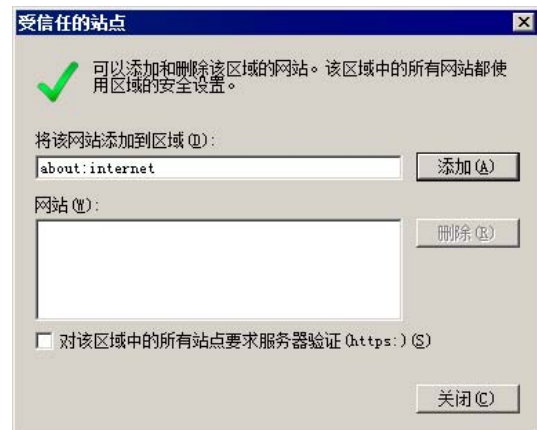 受信任的站点
可以添加和删除该区域的网站。该区域中的所有网站都使
用区域的安全设置。
将该网站添加到区域(D):
about:internet
添加(A)
网站(W):
删除(R)
对该区域中的所有站点要求服务器验证(https:)(S)
关闭(C)